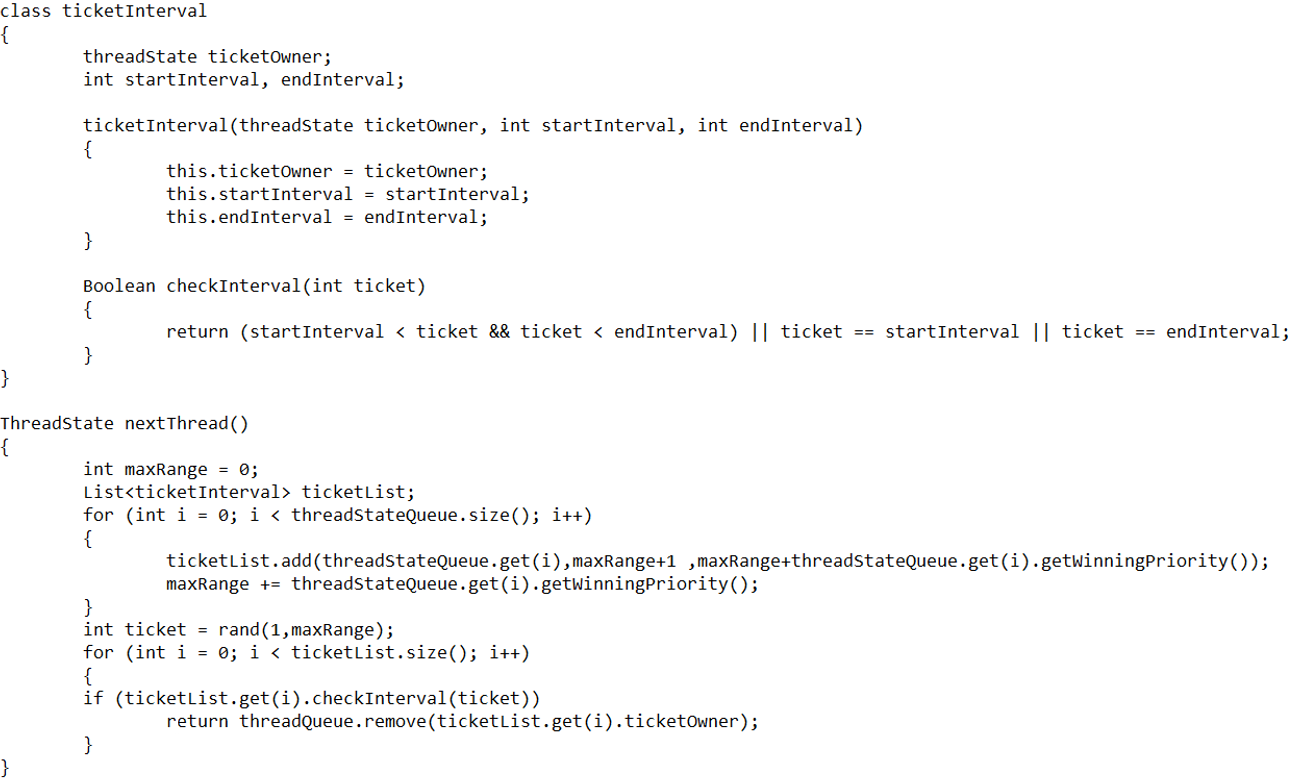 class ticketInterval
{
        threadState ticketOwner;
        int startInterval, endInterval;

        ticketInterval(threadState ticketOwner, int startInterval, int endInterval)
        {
                this.ticketOwner = ticketOwner;
                this.startInterval = startInterval;
                this.endInterval = endInterval;
        }

        Boolean checkInterval(int ticket)
        {
                return (startInterval < ticket && ticket < endInterval) || ticket == startInterval || ticket == endInterval;
        }
}

ThreadState nextThread()
{
        int maxRange = 0;
        List<ticketInterval> ticketList;
        for (int i = 0; i < threadStateQueue.size(); i++)
        {
                ticketList.add(threadStateQueue.get(i),maxRange+1 ,maxRange+threadStateQueue.get(i).getWinningPriority());
                maxRange += threadStateQueue.get(i).getWinningPriority();
        }
        int ticket = rand(1,maxRange);
        for (int i = 0; i < ticketList.size(); i++)
        {
        if (ticketList.get(i).checkInterval(ticket))
                return threadQueue.remove(ticketList.get(i).ticketOwner);
        }
}